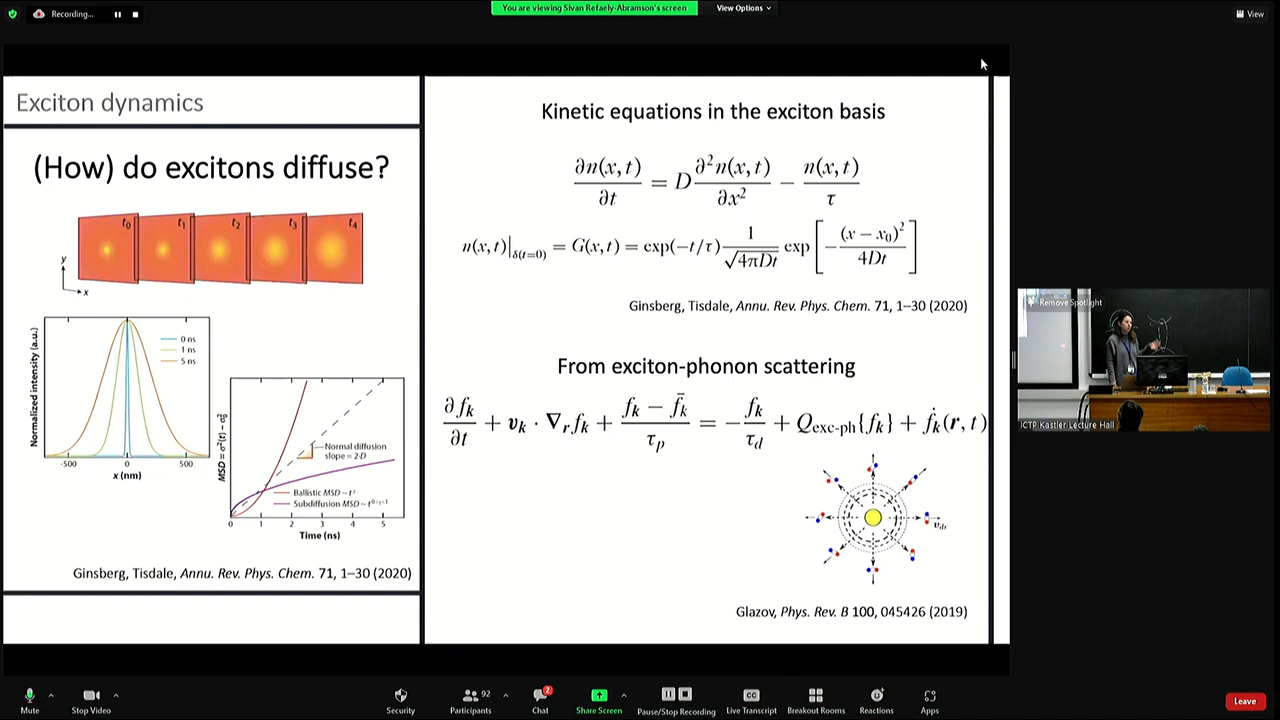 Recording...
You are viewing Sivan Refaely-Abramson's screen
View Options
View
Exciton dynamics
(How) do excitons diffuse?
t₀ t₁ t₂ t₃ t₄
y
x
Normalized intensity (a.u.)
0 ns
1 ns
5 ns
-500 0 500
x (nm)
MSD = σ²(t) – σ₀²
Normal diffusion
slope = 2·D
Ballistic MSD ~ t²
0 1 2 3 4 5
Time (ns)
Ginsberg, Tisdale, Annu. Rev. Phys. Chem. 71, 1–30 (2020)
Kinetic equations in the exciton basis
∂n(x, t)/∂t = D ∂²n(x, t)/∂x² − n(x, t)/τ
n(x, t)|δ(t=0) = G(x, t) = exp(−t/τ) 1/√4πDt exp[−(x − x₀)²/4Dt]
Ginsberg, Tisdale, Annu. Rev. Phys. Chem. 71, 1–30 (2020)
From exciton-phonon scattering
∂fₖ/∂t + vₖ · ∇ᵣfₖ + (fₖ − f̄ₖ)/τₚ = −fₖ/τd + Qexc-ph{fₖ} + ḟₖ(r, t)
v_dr
Glazov, Phys. Rev. B 100, 045426 (2019)
Remove Spotlight
ICTP Kastler Lecture Hall
Mute
Stop Video
Security
92
Participants
2
Chat
Share Screen
Pause/Stop Recording
CC
Live Transcript
Breakout Rooms
Reactions
Apps
Leave